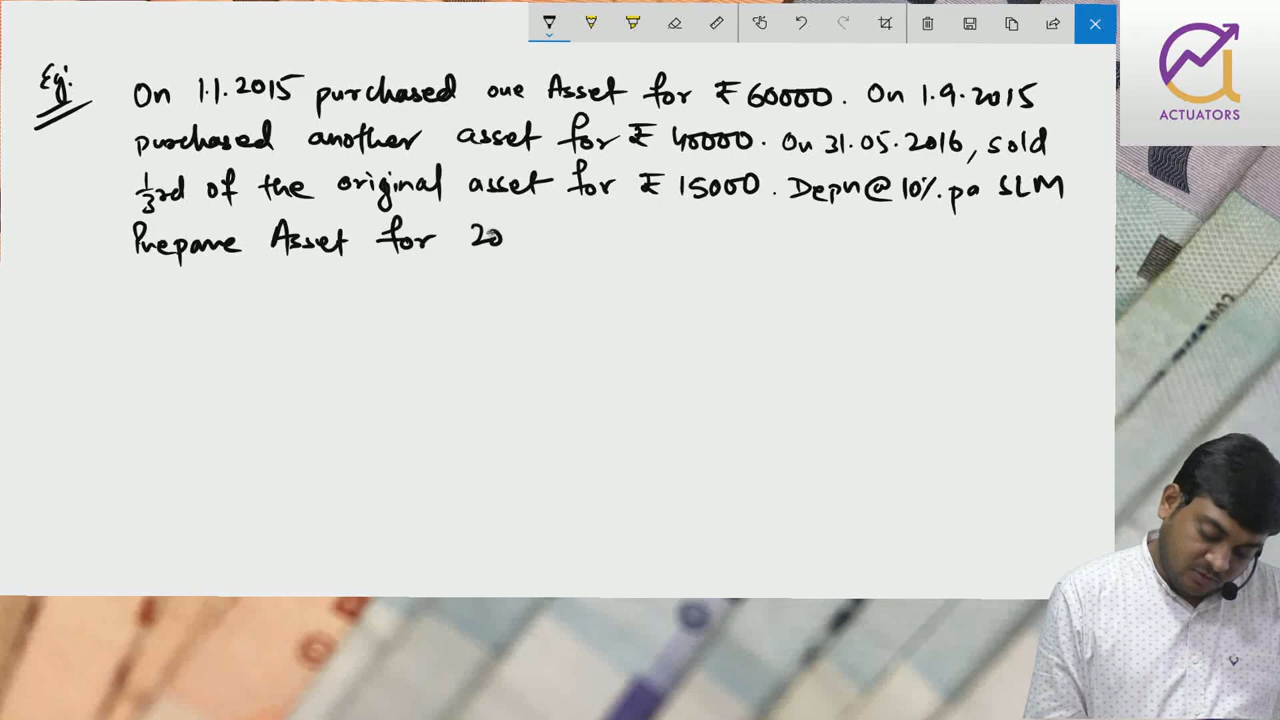 ACTUATORS
Eg:
On 1.1.2015 purchased one Asset for ₹ 60000. On 1.9.2015
purchased another asset for ₹ 40000. On 31.05.2016, sold
1/3rd of the original asset for ₹ 15000. Depn @ 10%. pa SLM
Prepare Asset for 20